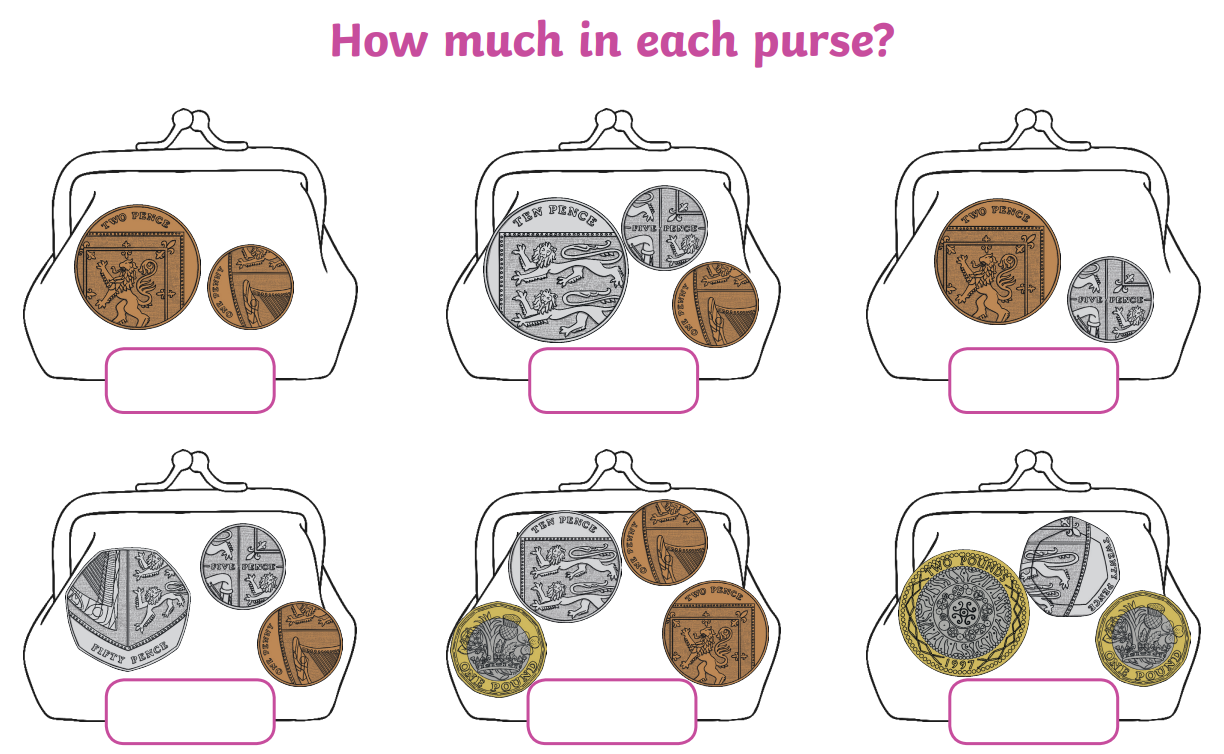 How much in each purse?
TWO PENCE
ONE PENNY
TEN PENCE
FIVE PENCE
ONE PENNY
TWO PENCE
FIVE PENCE
FIFTY PENCE
FIVE PENCE
ONE PENNY
TEN PENCE
ONE PENNY
ONE POUND
TWO PENCE
TWO POUNDS
1997
TWENTY PENCE
ONE POUND